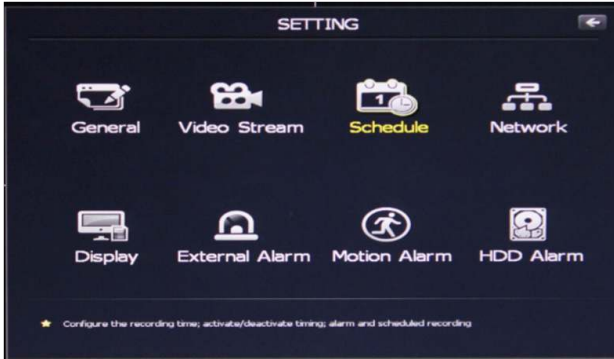 SETTING
General Video Stream Schedule Network
1
Display External Alarm Motion Alarm HDD Alarm
Configure the recording time; activate/deactivate timing; alarm and scheduled recording